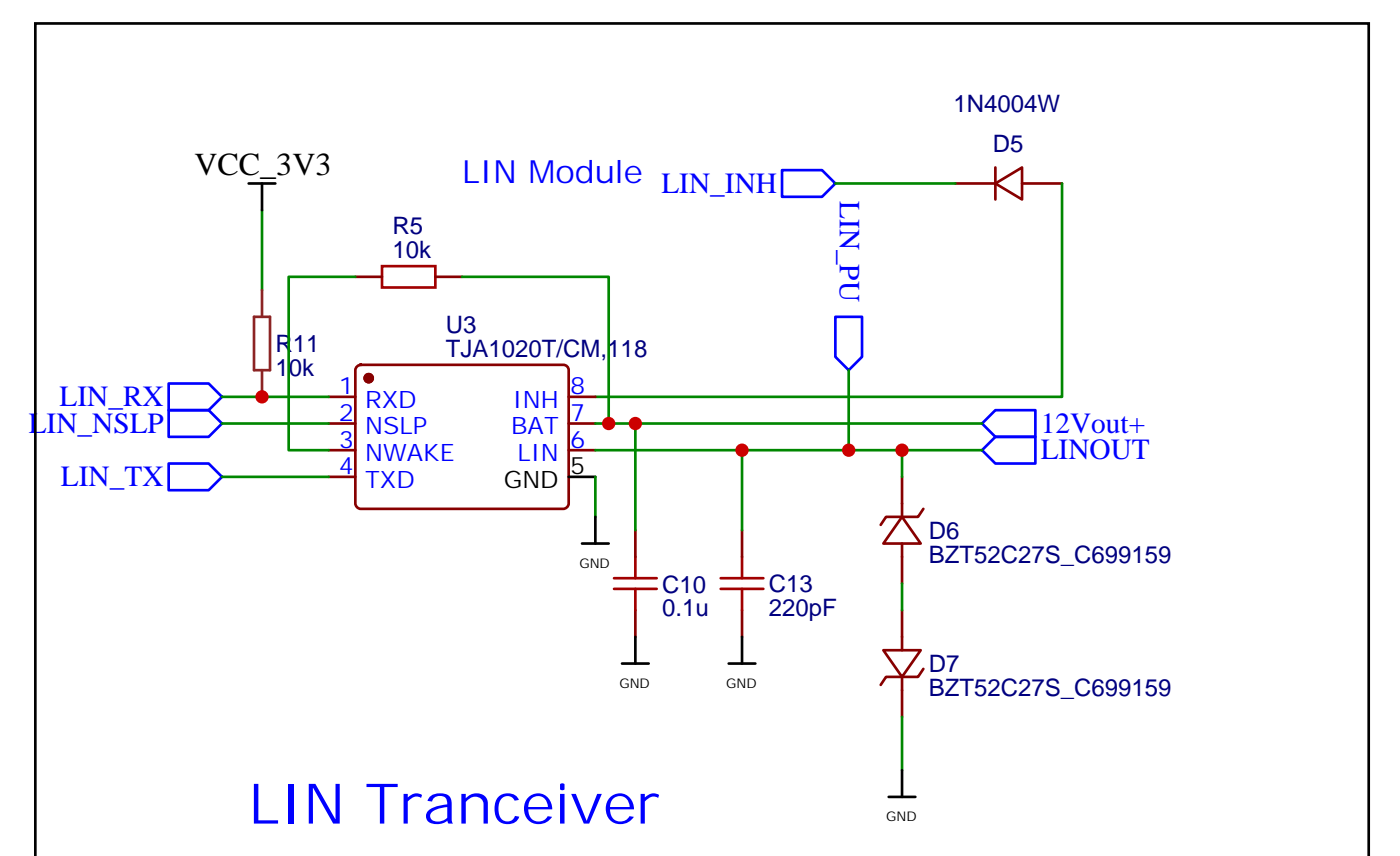 1N4004W
D5
VCC_3V3
LIN Module
LIN_INH
LIN_PU
R5
10k
R11
10k
U3
TJA1020T/CM,118
LIN_RX
1
RXD
INH
8
LIN_NSLP
2
NSLP
BAT
7
12Vout+
3
NWAKE
LIN
6
LINOUT
LIN_TX
4
TXD
GND
5
GND
D6
BZT52C27S_C699159
C10
0.1u
C13
220pF
GND
GND
D7
BZT52C27S_C699159
GND
LIN Tranceiver